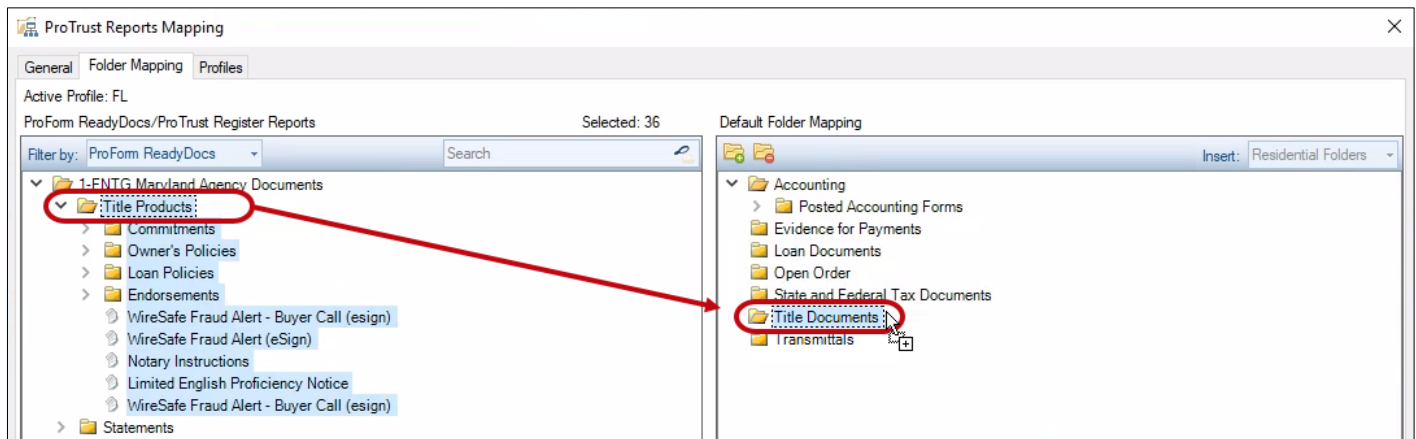 ProTrust Reports Mapping
General Folder Mapping Profiles
Active Profile: FL
ProForm ReadyDocs/ProTrust Register Reports Selected: 36 Default Folder Mapping
Filter by: ProForm ReadyDocs Search Insert: Residential Folders
1-FNTG Maryland Agency Documents Accounting
Title Products Posted Accounting Forms
Commitments Evidence for Payments
Owner's Policies Loan Documents
Loan Policies Open Order
Endorsements State and Federal Tax Documents
WireSafe Fraud Alert - Buyer Call (esign) Title Documents
WireSafe Fraud Alert (eSign) Transmittals
Notary Instructions
Limited English Proficiency Notice
WireSafe Fraud Alert - Buyer Call (esign)
Statements